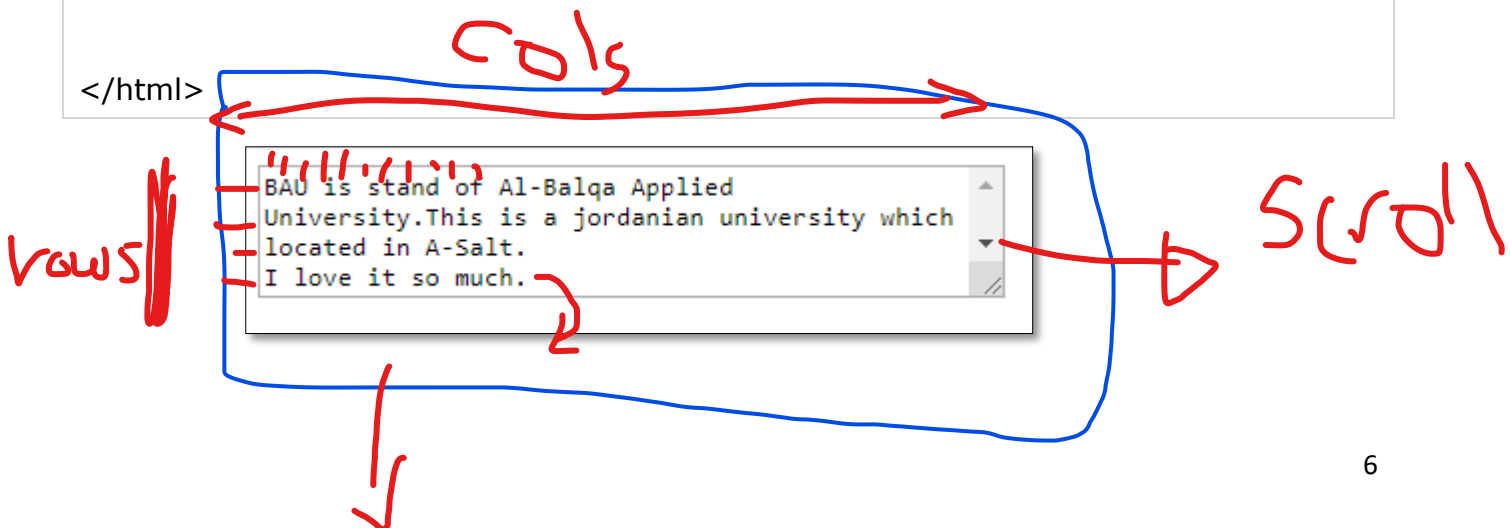 cols
</html>
BAU is stand of Al-Balqa Applied
University.This is a jordanian university which
located in A-Salt.
I love it so much.
rows
Scroll
6